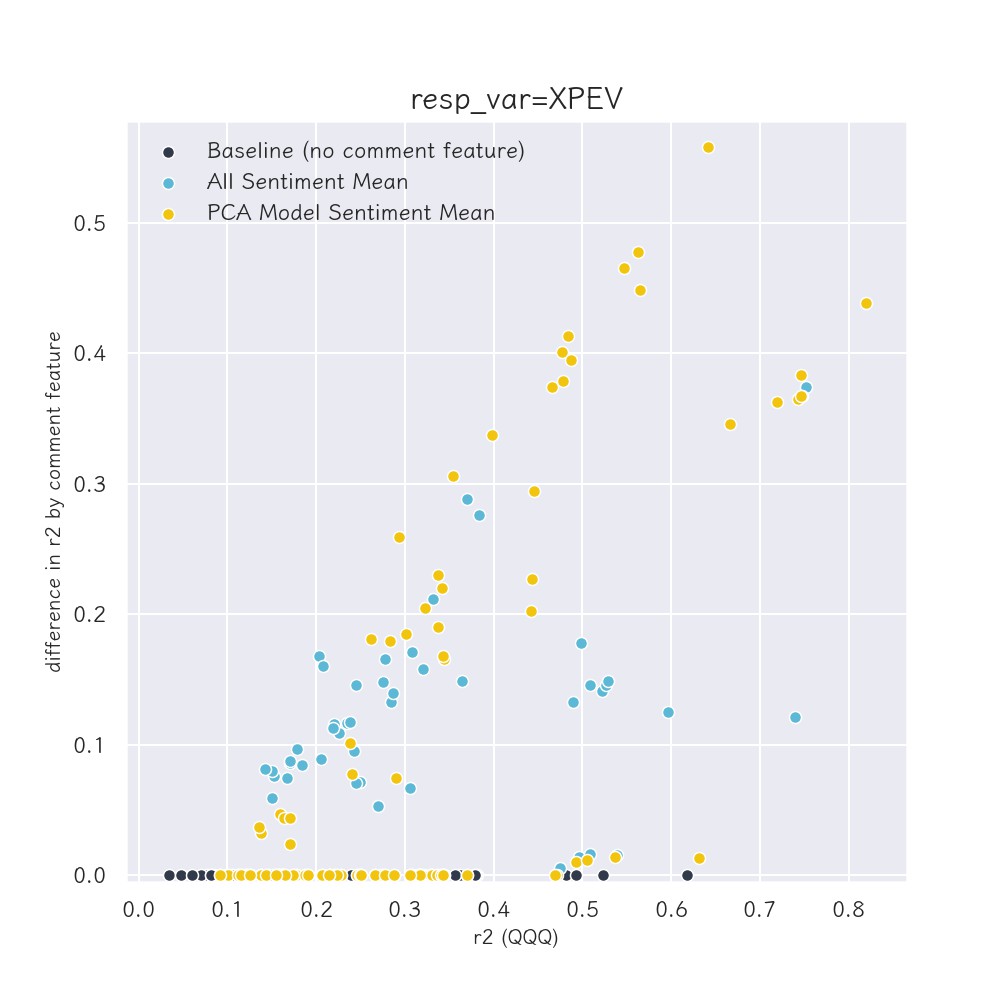 resp_var=XPEV
Baseline (no comment feature)
All Sentiment Mean
PCA Model Sentiment Mean
difference in r2 by comment feature
0.5
0.4
0.3
0.2
0.1
0.0
0.0 0.1 0.2 0.3 0.4 0.5 0.6 0.7 0.8
r2 (QQQ)